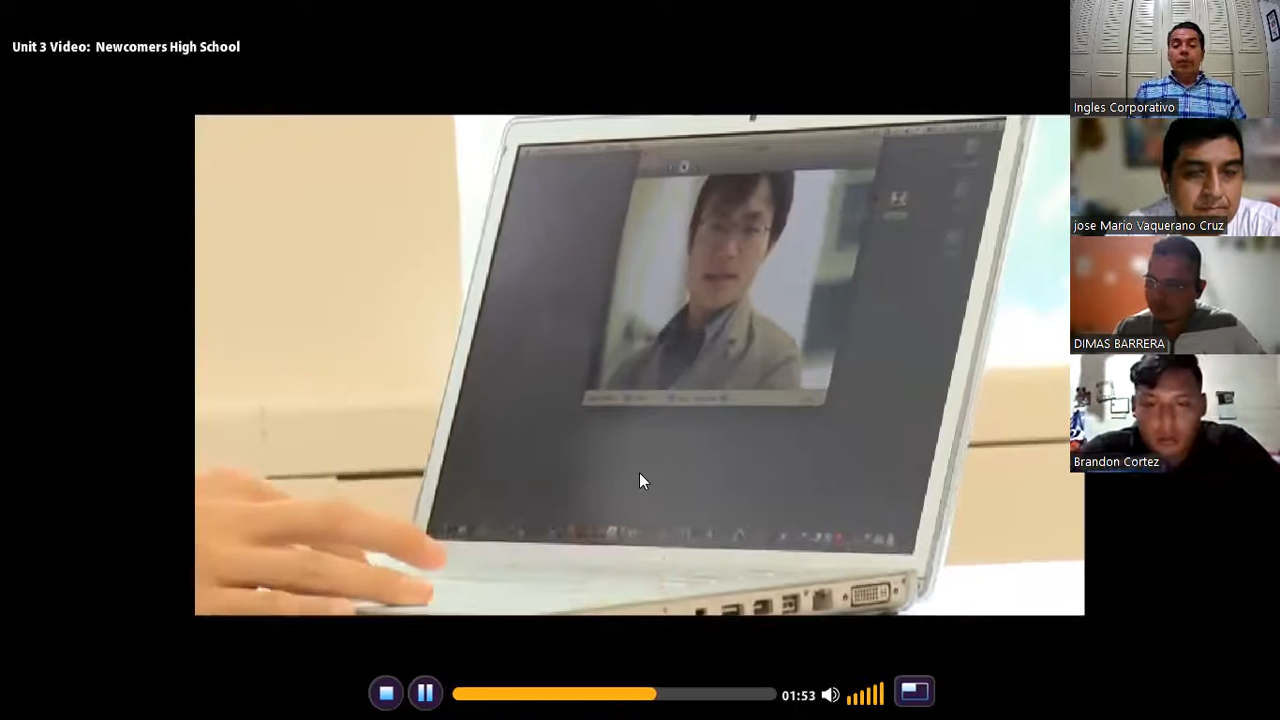 Unit 3 Video: Newcomers High School
Ingles Corporativo
jose Mario Vaquerano Cruz
DIMAS BARRERA
Brandon Cortez
01:53